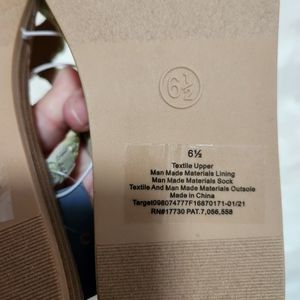 6½
6½
Textile Upper
Man Made Materials Lining
Man Made Materials Sock
Textile And Man Made Materials Outsole
Made in China
Target098074777F16870171-01/21
RN#17730 PAT.7,056,558